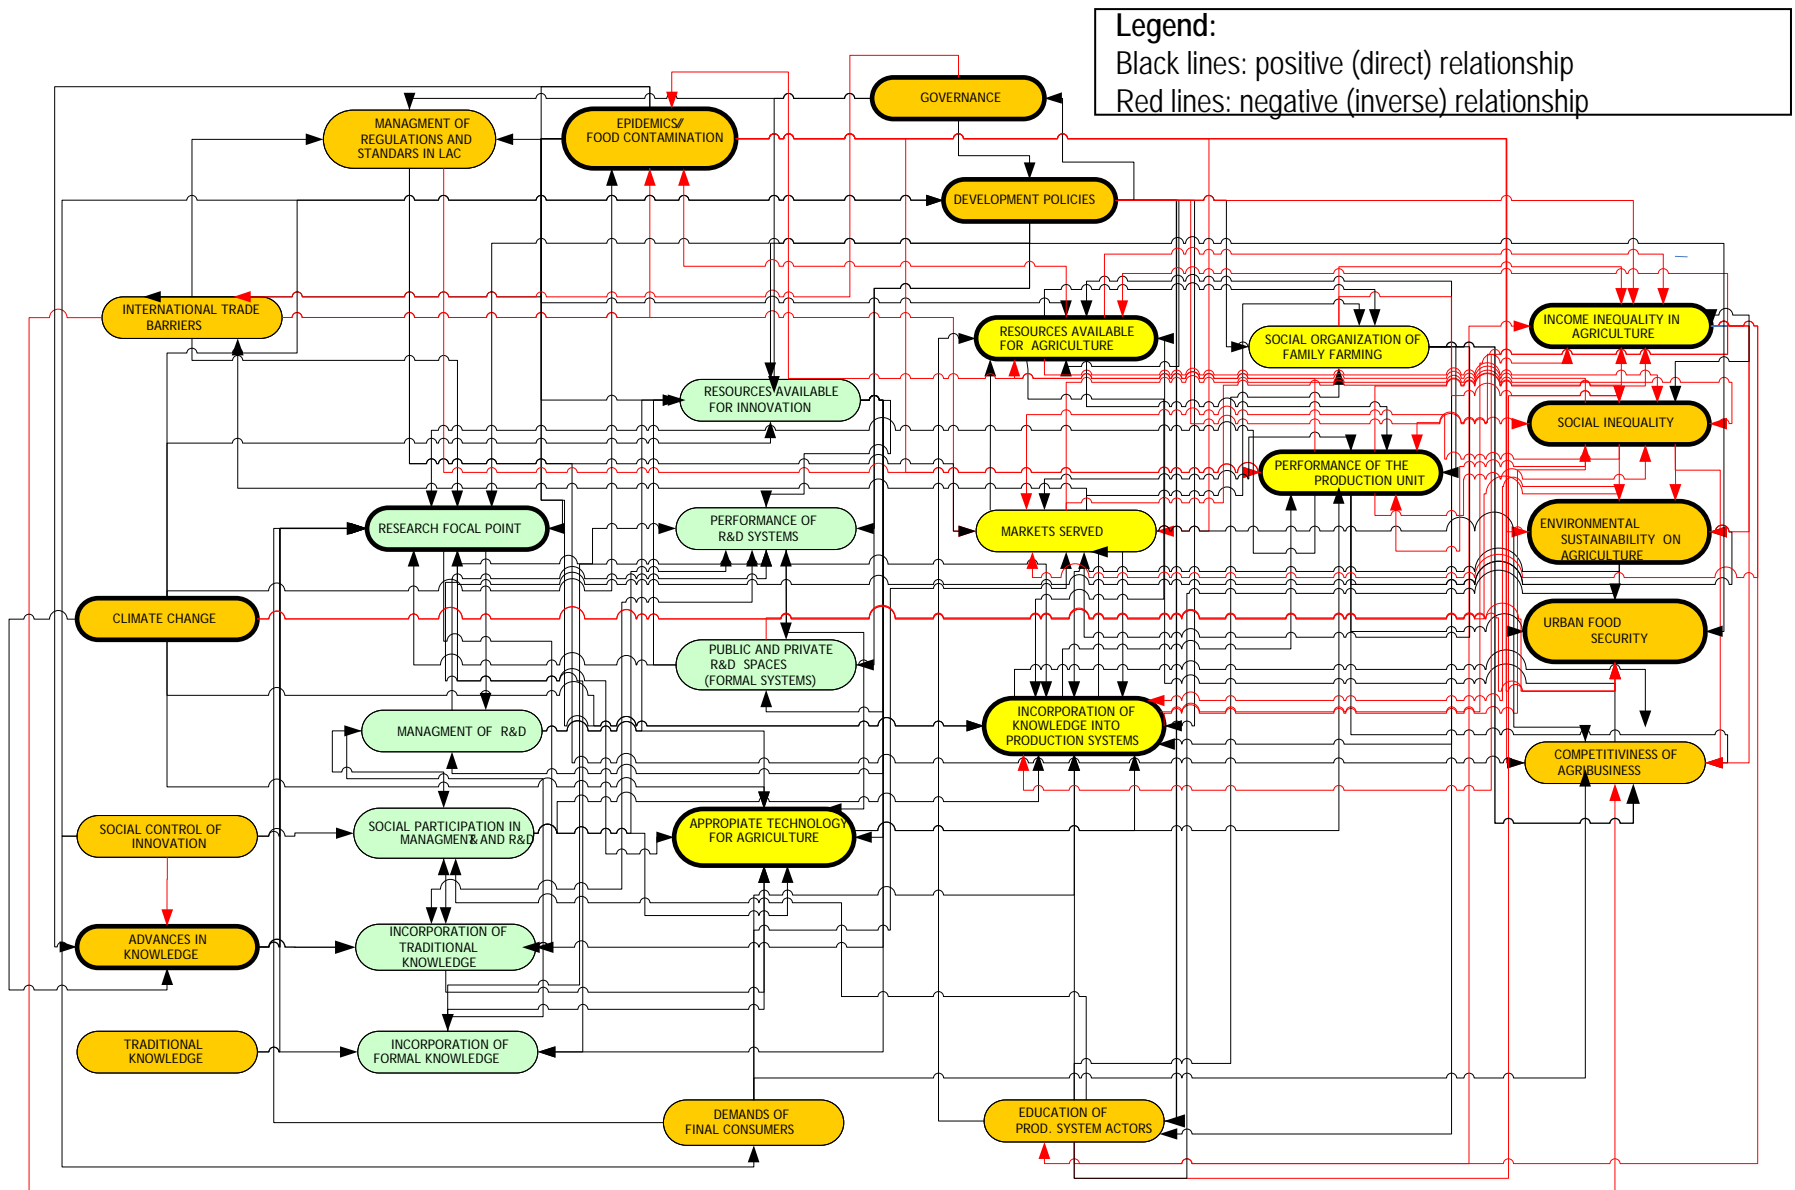 Legend:
Black lines: positive (direct) relationship
Red lines: negative (inverse) relationship
GOVERNANCE
MANAGMENT OF
REGULATIONS AND
STANDARS IN LAC
EPIDEMICS//
FOOD CONTAMINATION
DEVELOPMENT POLICIES
INTERNATIONAL TRADE
BARRIERS
RESOURCES AVAILABLE
FOR AGRICULTURE
SOCIAL ORGANIZATION OF
FAMILY FARMING
INCOME INEQUALITY IN
AGRICULTURE
RESOURCES AVAILABLE
FOR INNOVATION
SOCIAL INEQUALITY
PERFORMANCE OF THE
PRODUCTION UNIT
RESEARCH FOCAL POINT
PERFORMANCE OF
R&D SYSTEMS
MARKETS SERVED
ENVIRONMENTAL
SUSTAINABILITY ON
AGRICULTURE
CLIMATE CHANGE
PUBLIC AND PRIVATE
R&D SPACES
(FORMAL SYSTEMS)
URBAN FOOD
SECURITY
MANAGMENT OF R&D
INCORPORATION OF
KNOWLEDGE INTO
PRODUCTION SYSTEMS
COMPETITIVINESS OF
AGRIBUSINESS
SOCIAL CONTROL OF
INNOVATION
SOCIAL PARTICIPATION IN
MANAGMENT& AND R&D
APPROPIATE TECHNOLOGY
FOR AGRICULTURE
ADVANCES IN
KNOWLEDGE
INCORPORATION OF
TRADITIONAL
KNOWLEDGE
TRADITIONAL
KNOWLEDGE
INCORPORATION OF
FORMAL KNOWLEDGE
DEMANDS OF
FINAL CONSUMERS
EDUCATION OF
PROD. SYSTEM ACTORS